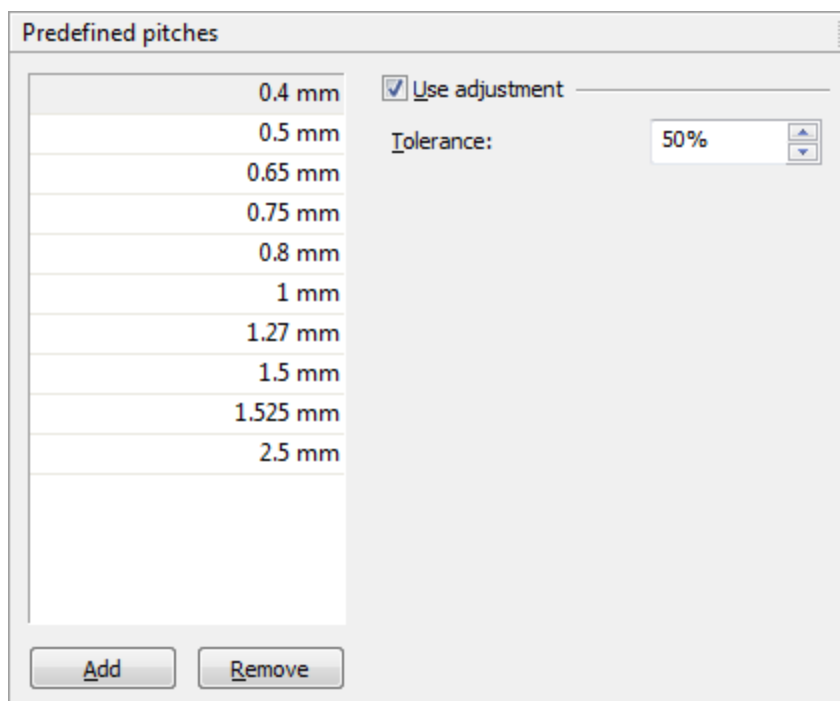 Predefined pitches
0.4 mm
Use adjustment
0.5 mm
Tolerance:
50%
0.65 mm
0.75 mm
0.8 mm
1 mm
1.27 mm
1.5 mm
1.525 mm
2.5 mm
Add
Remove